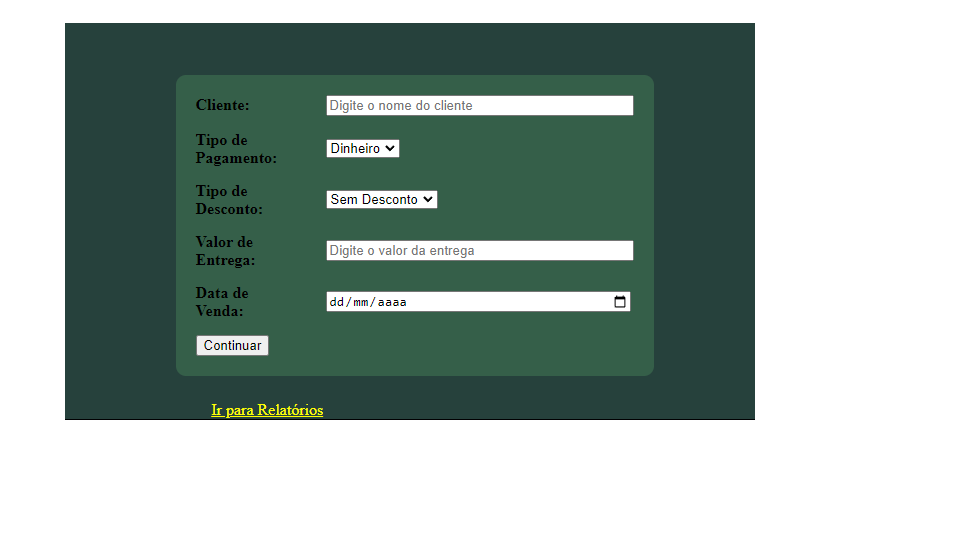 Cliente:
Digite o nome do cliente
Tipo de
Pagamento:
Dinheiro
Tipo de
Desconto:
Sem Desconto
Valor de
Entrega:
Digite o valor da entrega
Data de
Venda:
dd/mm/aaaa
Continuar
Ir para Relatórios